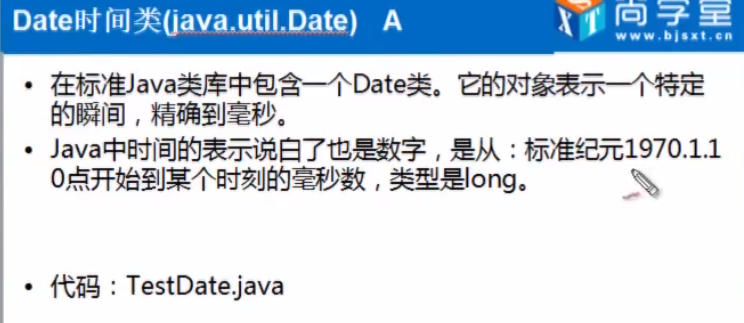 Date时间类(java.util.Date) A
尚学堂
SXT
www.bjsxt.cn
• 在标准Java类库中包含一个Date类。它的对象表示一个特定
的瞬间，精确到毫秒。
• Java中时间的表示说白了也是数字，是从：标准纪元1970.1.1
0点开始到某个时刻的毫秒数，类型是long。
• 代码：TestDate.java